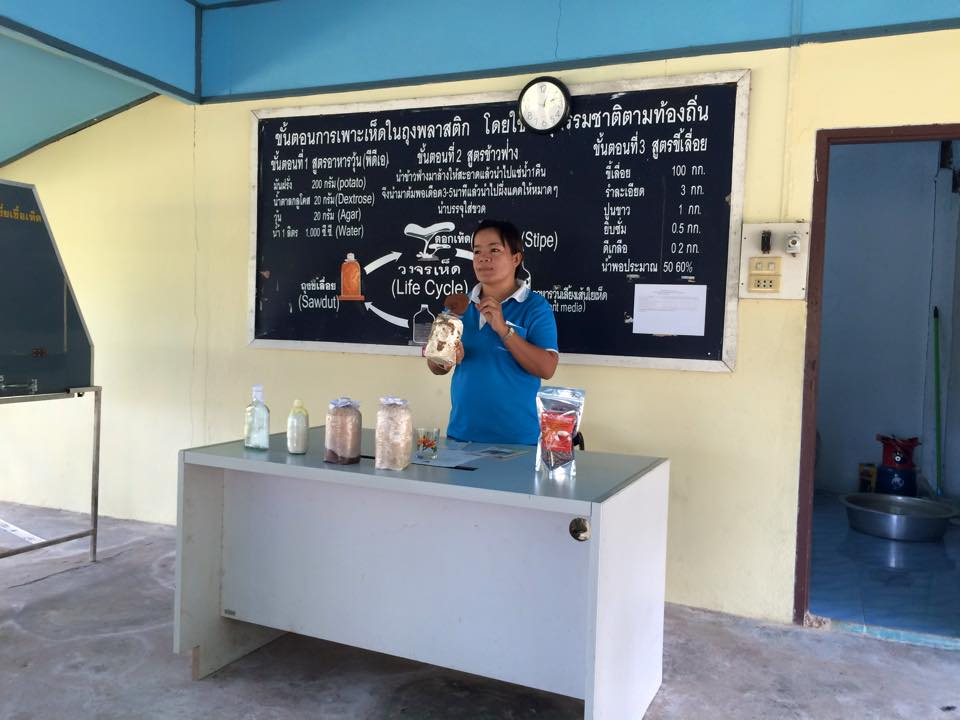 ขั้นตอนการเพาะเห็ดในถุงพลาสติก โดยใช้ รรมชาติตามท้องถิ่น
ขั้นตอนที่ 1 สูตรอาหารวุ้น (พีดีเอ)
มันฝรั่ง 200 กรัม (potato)
น้ำตาลกลูโคส 20 กรัม (Dextrose)
วุ้น 20 กรัม (Agar)
น้ำ 1 ลิตร 1,000 ซี.ซี. (Water)
ขั้นตอนที่ 2 สูตรข้าวฟ่าง
นำข้าวฟ่างมาล้างให้สะอาดแล้วนำไปแช่น้ำ 1 คืน
จึงนำมาต้มพอเดือด 3-5 นาทีแล้วนำไปผึ่งแดดให้หมาดๆ
นำบรรจุใส่ขวด
ขั้นตอนที่ 3 สูตรขี้เลื่อย
ขี้เลื่อย 100 กก.
รำละเอียด 3 กก.
ปูนขาว 1 กก.
ยิบซั่ม 0.5 กก.
ดีเกลือ 0 2 กก.
น้ำพอประมาณ 50 60%
ดอกเห็ด
(Stipe)
วาจรเห็ด
(Life Cycle)
ถุงขี้เลื่อย
(Sawdut)
อาหารวุ้นเลี้ยงเส้นใยเห็ด
media)
เชื้อเห็ด